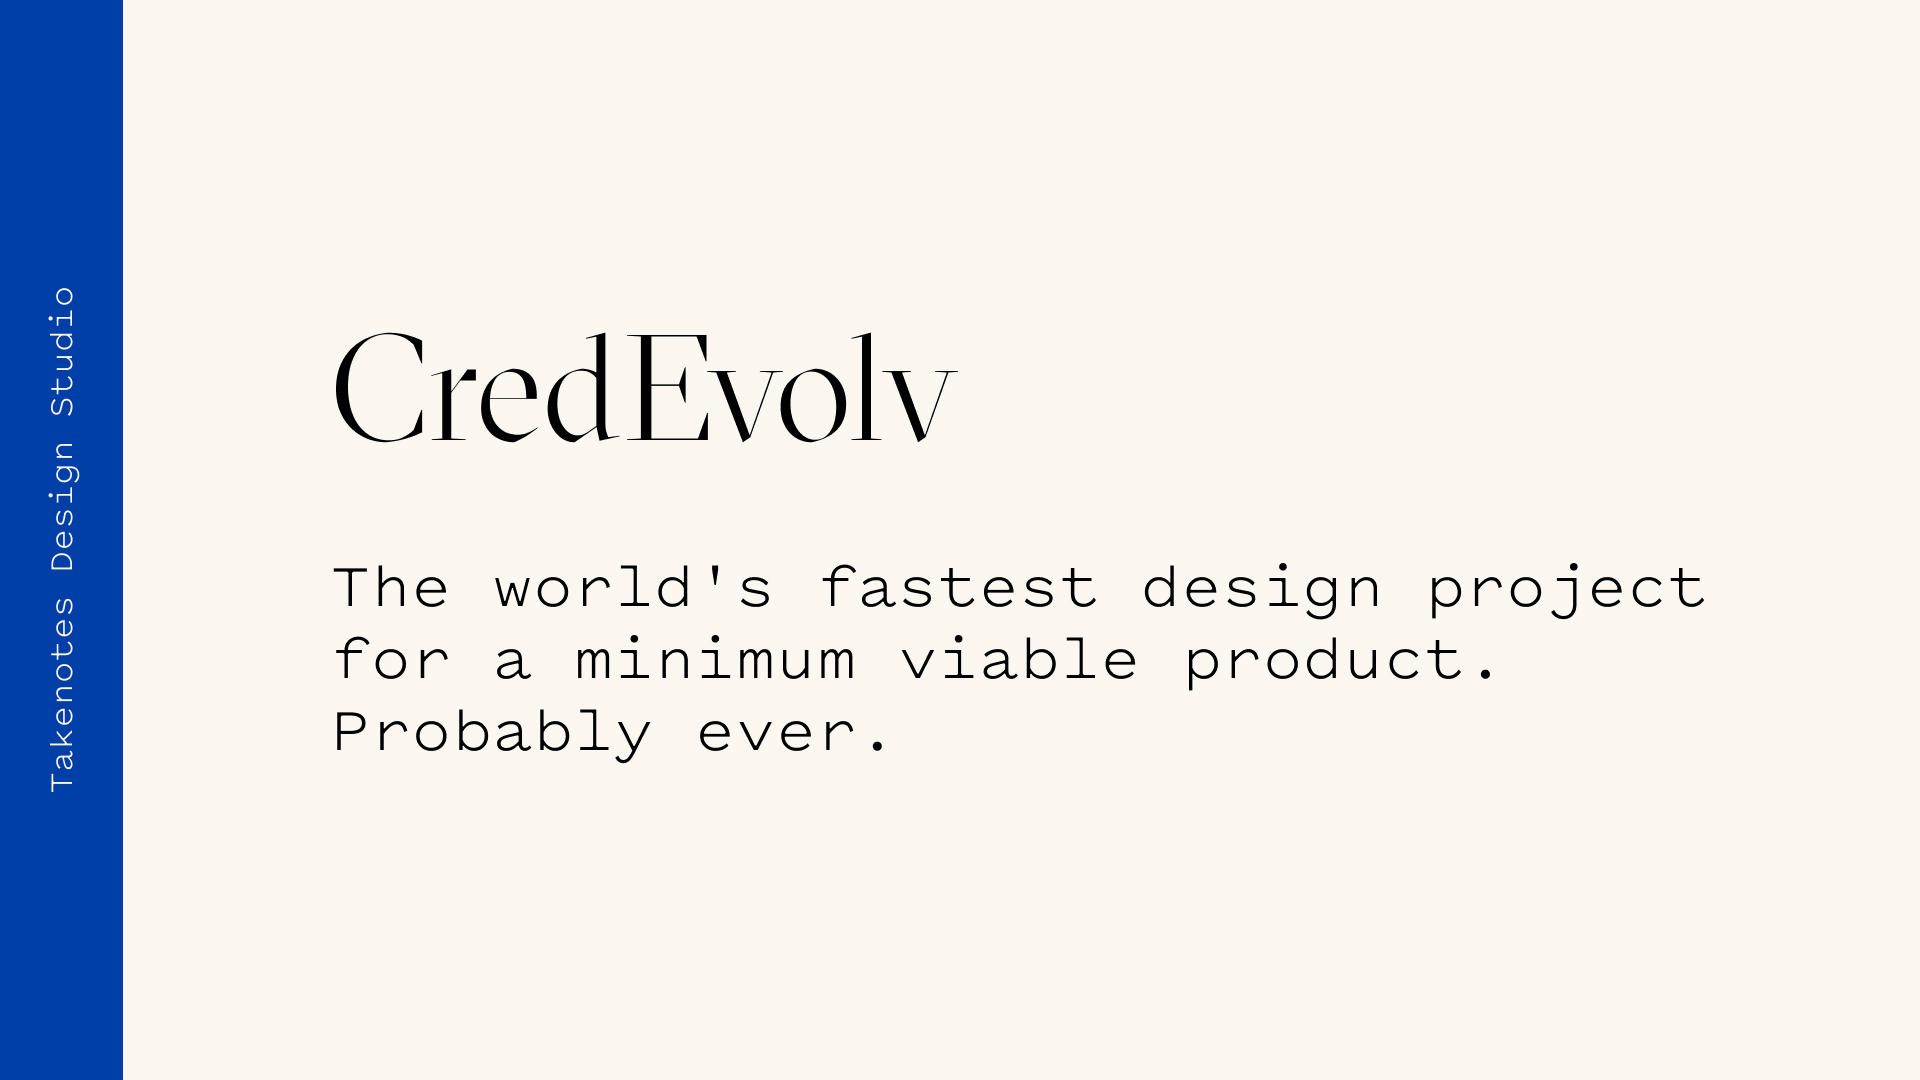 Takenotes Design Studio
CredEvolv
The world's fastest design project
for a minimum viable product.
Probably ever.